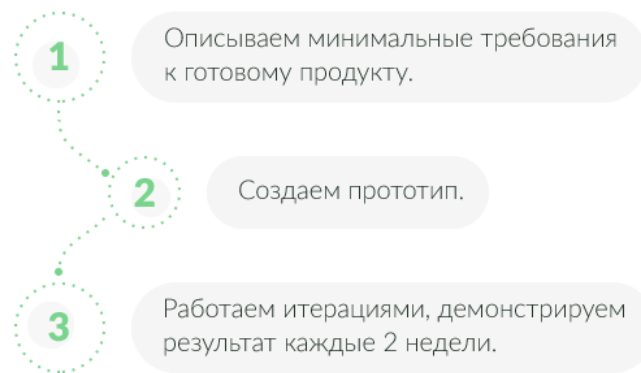 1
Описываем минимальные требования
к готовому продукту.
2
Создаем прототип.
3
Работаем итерациями, демонстрируем
результат каждые 2 недели.